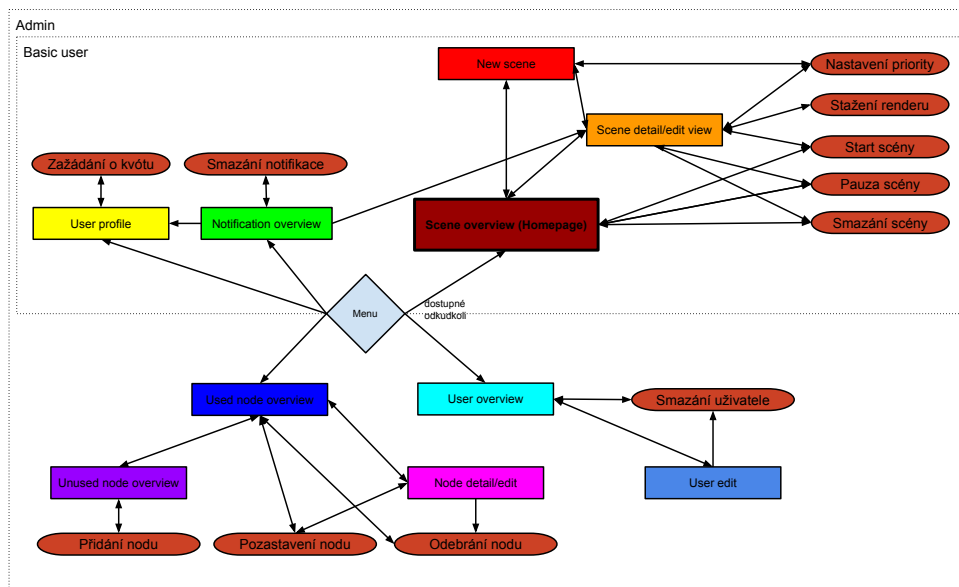 Admin
Basic user
New scene
Nastavení priority
Stažení renderu
Scene detail/edit view
Start scény
Zažádání o kvótu
Smazání notifikace
Pauza scény
User profile
Notification overview
Scene overview (Homepage)
Smazání scény
Menu
dostupné
odkudkoli
Used node overview
User overview
Smazání uživatele
Unused node overview
Node detail/edit
User edit
Přidání nodu
Pozastavení nodu
Odebrání nodu